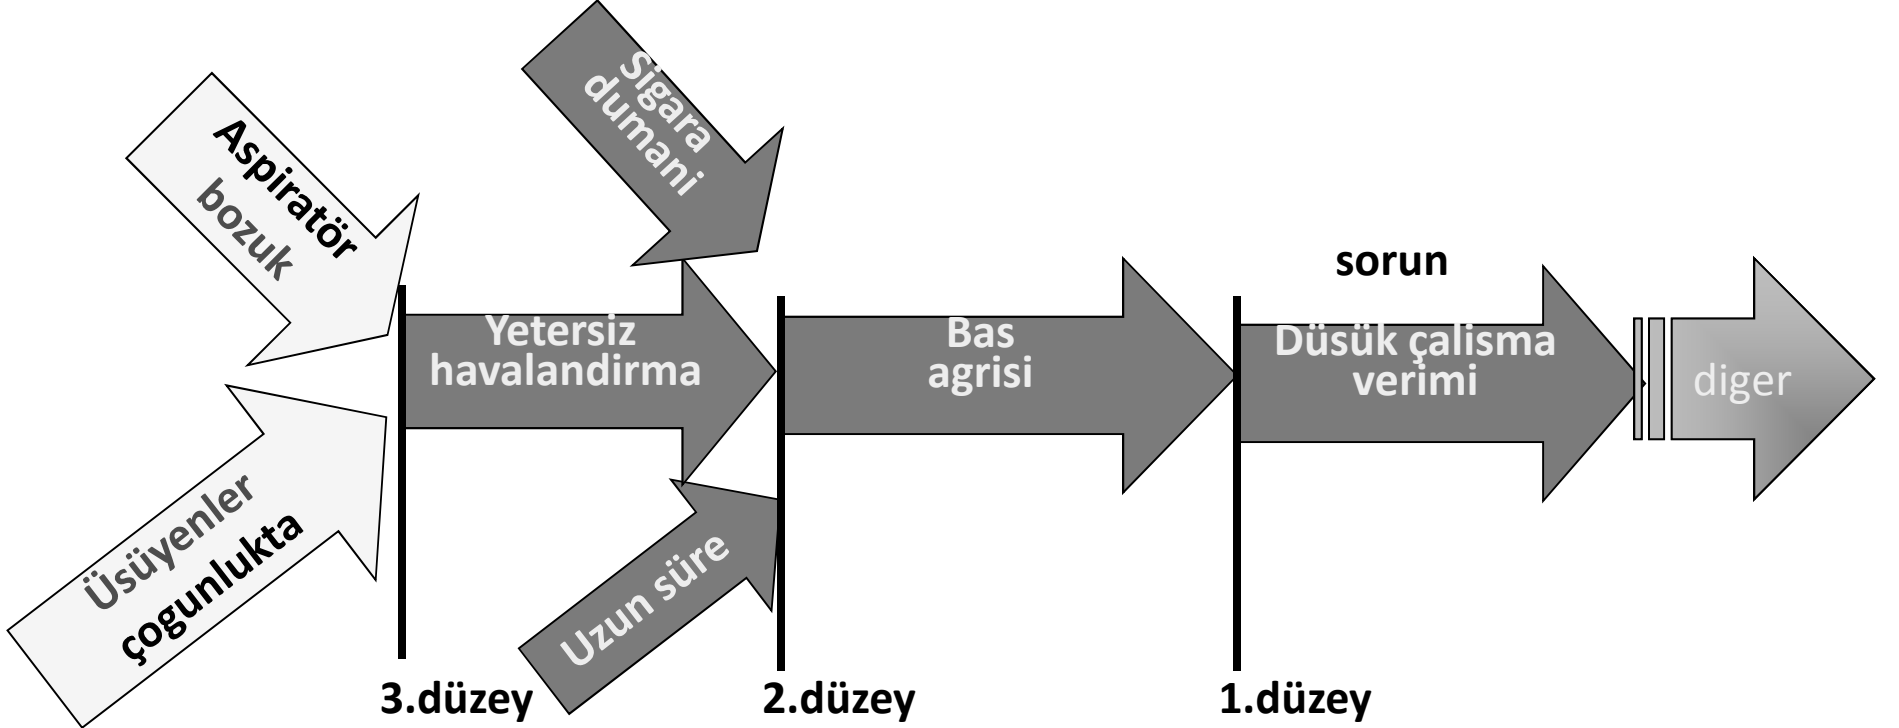 Sigara
dumani
Aspiratör
bozuk
sorun
Yetersiz
havalandirma
Bas
agrisi
Düsük çalisma
verimi
diger
Üsüyenler
çogunlukta
Uzun süre
3.düzey
2.düzey
1.düzey